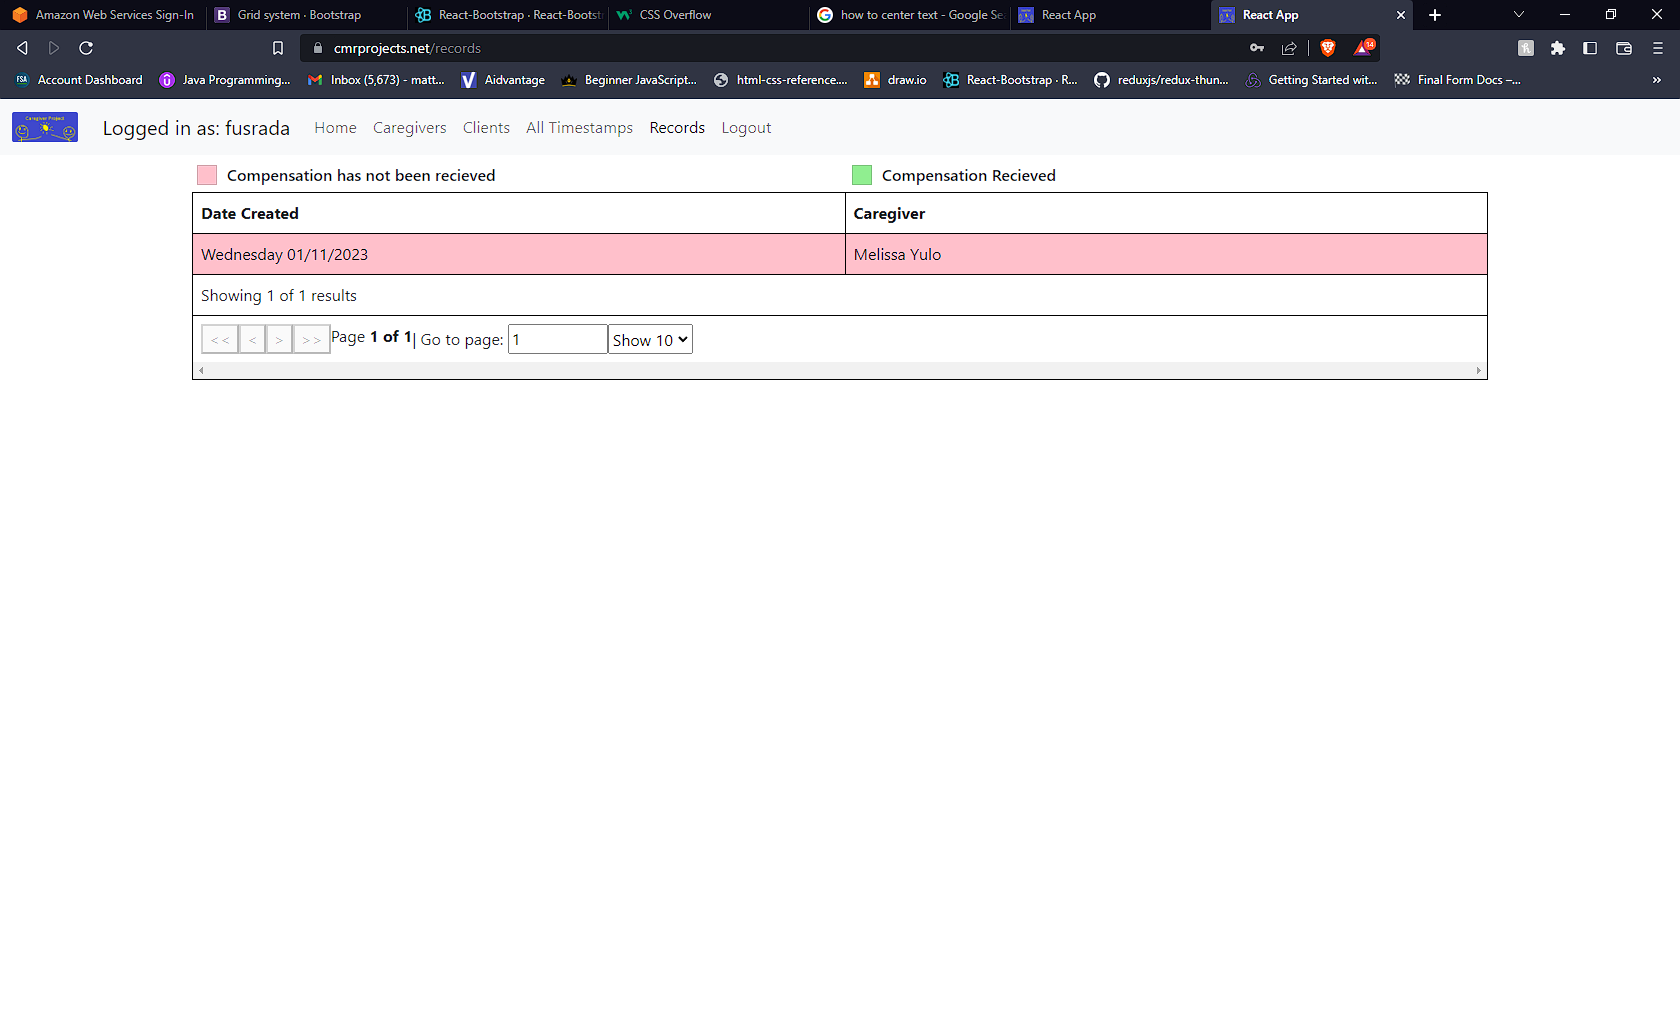 Amazon Web Services Sign-In
Grid system · Bootstrap
React-Bootstrap · React-Bootst
CSS Overflow
how to center text - Google Se
React App
React App
cmrprojects.net/records
14
FSA Account Dashboard
Java Programming...
Inbox (5,673) - matt...
Aidvantage
Beginner JavaScript...
html-css-reference....
draw.io
React-Bootstrap · R...
reduxjs/redux-thun...
Getting Started wit...
Final Form Docs –...
»
Caregiver Project
Logged in as: fusrada
Home
Caregivers
Clients
All Timestamps
Records
Logout
Compensation has not been recieved
Compensation Recieved
Date Created
Caregiver
Wednesday 01/11/2023
Melissa Yulo
Showing 1 of 1 results
<< < > >> Page 1 of 1| Go to page: 1 Show 10